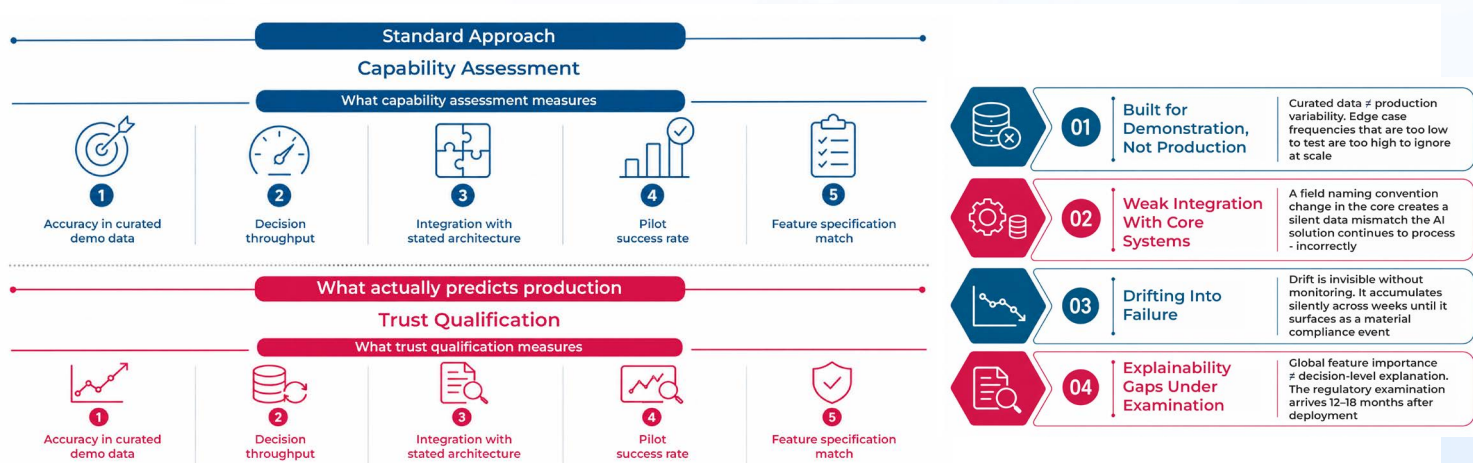 Standard Approach
Capability Assessment
What capability assessment measures
1
Accuracy in curated
demo data
2
Decision
throughput
3
Integration with
stated architecture
4
Pilot
success rate
5
Feature specification
match
What actually predicts production
Trust Qualification
What trust qualification measures
1
Accuracy in curated
demo data
2
Decision
throughput
3
Integration with
stated architecture
4
Pilot
success rate
5
Feature specification
match
01
Built for
Demonstration,
Not Production
Curated data ≠ production
variability. Edge case
frequencies that are too low
to test are too high to ignore
at scale
02
Weak Integration
With Core
Systems
A field naming convention
change in the core creates a
silent data mismatch the AI
solution continues to process
- incorrectly
03
Drifting Into
Failure
Drift is invisible without
monitoring. It accumulates
silently across weeks until it
surfaces as a material
compliance event
04
Explainability
Gaps Under
Examination
Global feature importance
≠ decision-level explanation.
The regulatory examination
arrives 12–18 months after
deployment